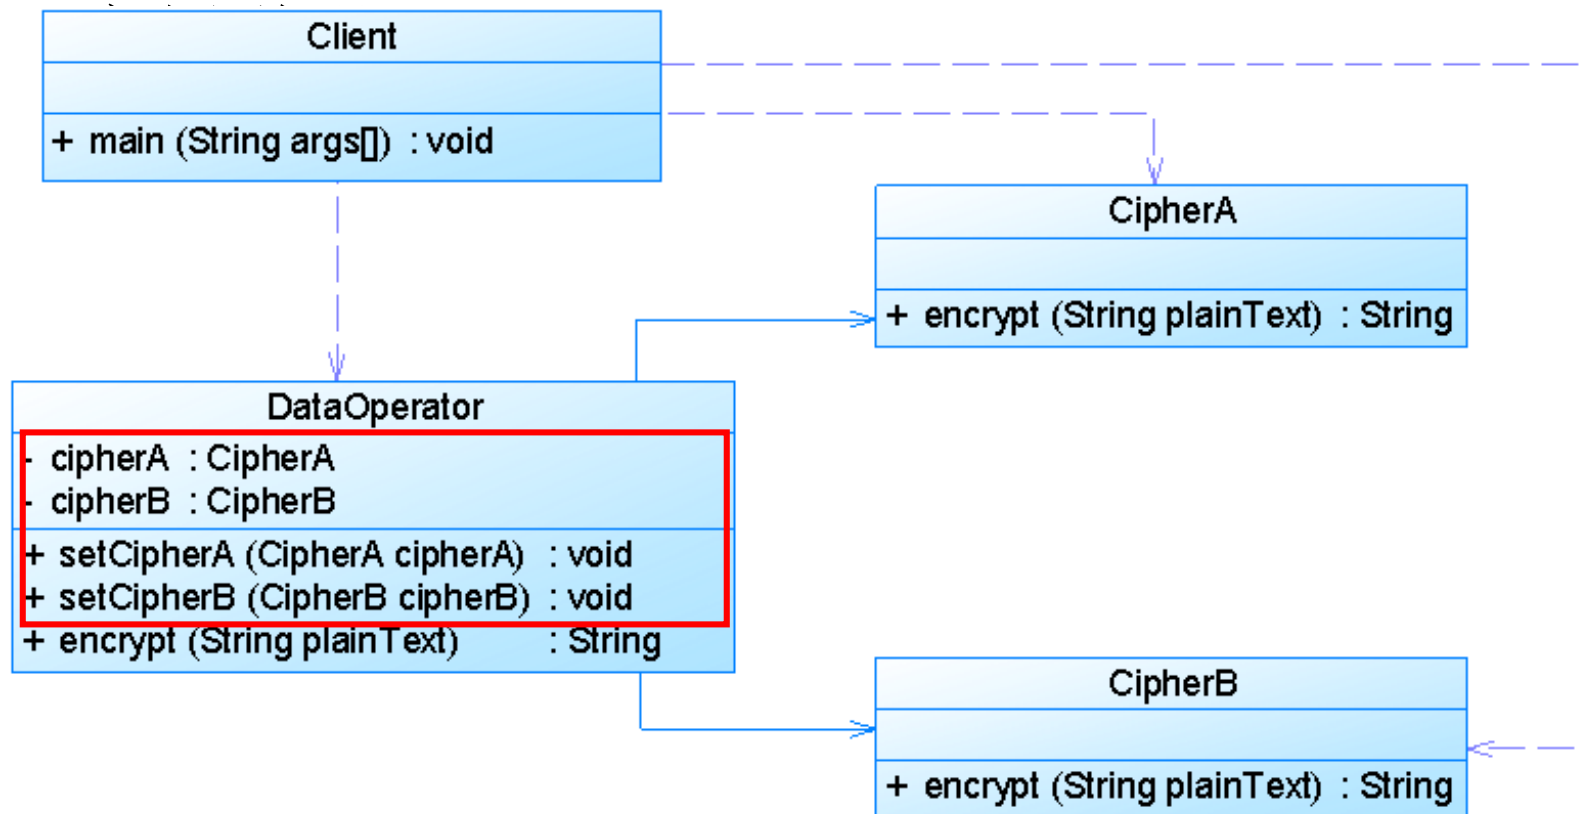 Client
+ main (String args[]) : void
CipherA
+ encrypt (String plainText) : String
DataOperator
- cipherA : CipherA
- cipherB : CipherB
+ setCipherA (CipherA cipherA) : void
+ setCipherB (CipherB cipherB) : void
+ encrypt (String plainText) : String
CipherB
+ encrypt (String plainText) : String